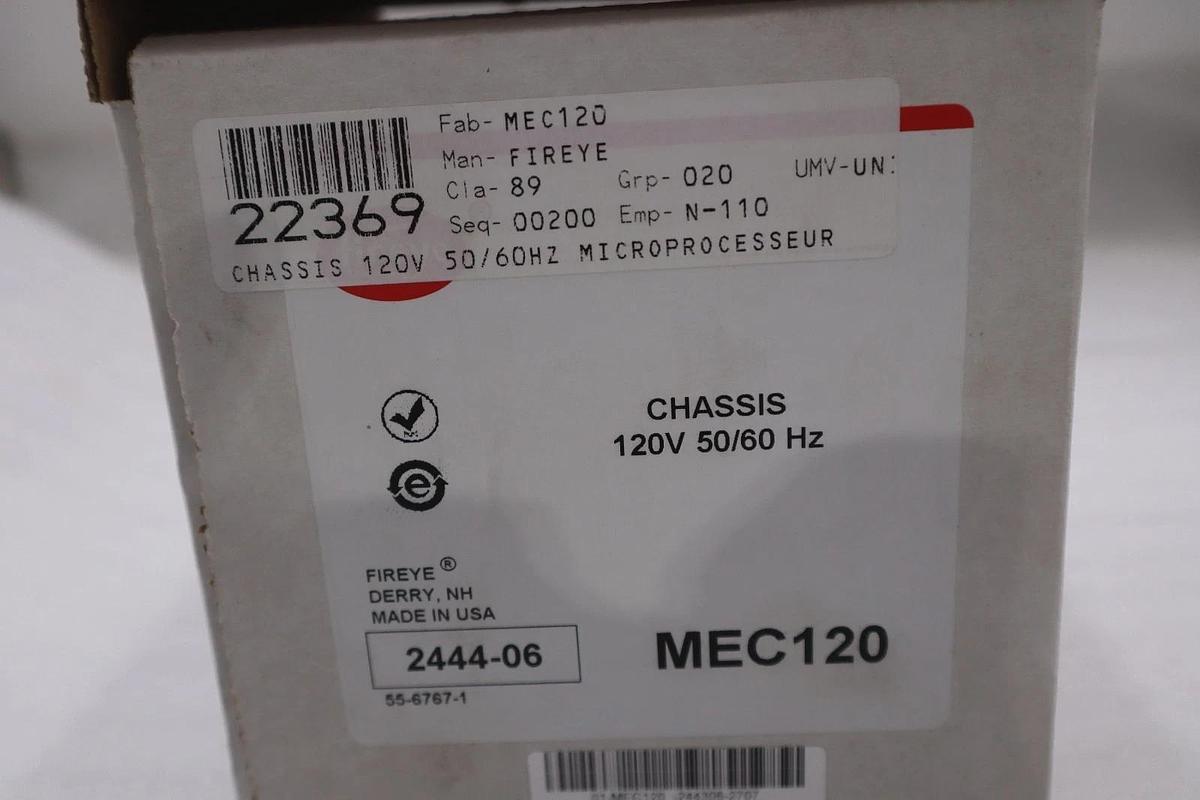 Fab- MEC120
Man- FIREYE
Cla- 89 Grp- 020 UMV-UN:
22369
Seq- 00200 Emp- N-110
CHASSIS 120V 50/60HZ MICROPROCESSEUR
CHASSIS
120V 50/60 Hz
FIREYE®
DERRY, NH
MADE IN USA
2444-06
MEC120
55-6767-1